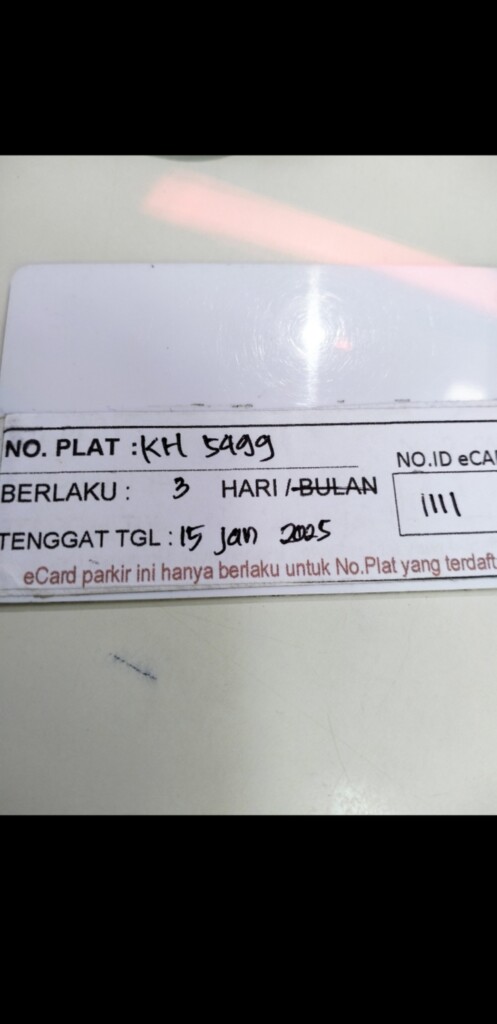 NO. PLAT : KH 5499
NO.ID eCA
BERLAKU : 3 HARI / BULAN
1111
TENGGAT TGL : 15 Jan 2025
eCard parkir ini hanya berlaku untuk No.Plat yang terdaft